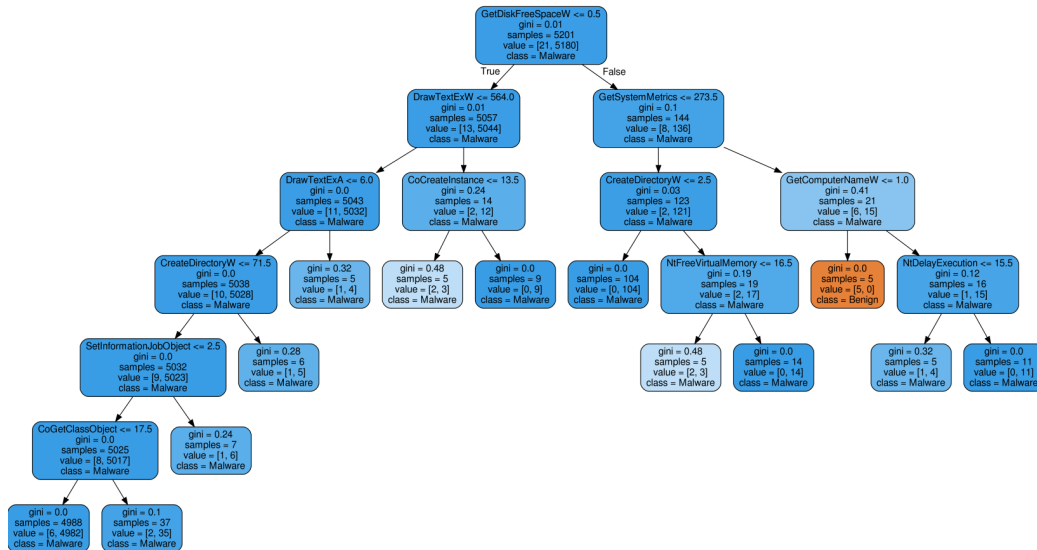 GetDiskFreeSpaceW <= 0.5
gini = 0.01
samples = 5201
value = [21, 5180]
class = Malware
True
False
DrawTextExW <= 564.0
gini = 0.01
samples = 5057
value = [13, 5044]
class = Malware
GetSystemMetrics <= 273.5
gini = 0.1
samples = 144
value = [8, 136]
class = Malware
DrawTextExA <= 6.0
gini = 0.0
samples = 5043
value = [11, 5032]
class = Malware
CoCreateInstance <= 13.5
gini = 0.24
samples = 14
value = [2, 12]
class = Malware
CreateDirectoryW <= 2.5
gini = 0.03
samples = 123
value = [2, 121]
class = Malware
GetComputerNameW <= 1.0
gini = 0.41
samples = 21
value = [6, 15]
class = Malware
CreateDirectoryW <= 71.5
gini = 0.0
samples = 5038
value = [10, 5028]
class = Malware
gini = 0.32
samples = 5
value = [1, 4]
class = Malware
gini = 0.48
samples = 5
value = [2, 3]
class = Malware
gini = 0.0
samples = 9
value = [0, 9]
class = Malware
gini = 0.0
samples = 104
value = [0, 104]
class = Malware
NtFreeVirtualMemory <= 16.5
gini = 0.19
samples = 19
value = [2, 17]
class = Malware
gini = 0.0
samples = 5
value = [5, 0]
class = Benign
NtDelayExecution <= 15.5
gini = 0.12
samples = 16
value = [1, 15]
class = Malware
SetInformationJobObject <= 2.5
gini = 0.0
samples = 5032
value = [9, 5023]
class = Malware
gini = 0.28
samples = 6
value = [1, 5]
class = Malware
gini = 0.48
samples = 5
value = [2, 3]
class = Malware
gini = 0.0
samples = 14
value = [0, 14]
class = Malware
gini = 0.32
samples = 5
value = [1, 4]
class = Malware
gini = 0.0
samples = 11
value = [0, 11]
class = Malware
CoGetClassObject <= 17.5
gini = 0.0
samples = 5025
value = [8, 5017]
class = Malware
gini = 0.24
samples = 7
value = [1, 6]
class = Malware
gini = 0.0
samples = 4988
value = [6, 4982]
class = Malware
gini = 0.1
samples = 37
value = [2, 35]
class = Malware